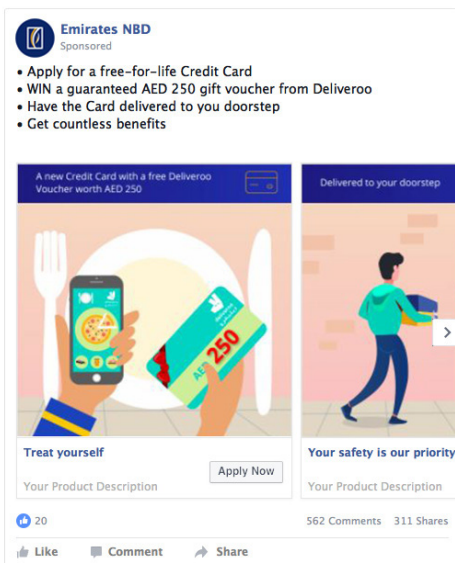 Emirates NBD
Sponsored
• Apply for a free-for-life Credit Card
• WIN a guaranteed AED 250 gift voucher from Deliveroo
• Have the Card delivered to you doorstep
• Get countless benefits
A new Credit Card with a free Deliveroo
Voucher worth AED 250
Delivered to your doorstep
deliveroo
AED 250
Treat yourself
Apply Now
Your Product Description
Your safety is our priority
Your Product Description
20
562 Comments 311 Shares
Like Comment Share